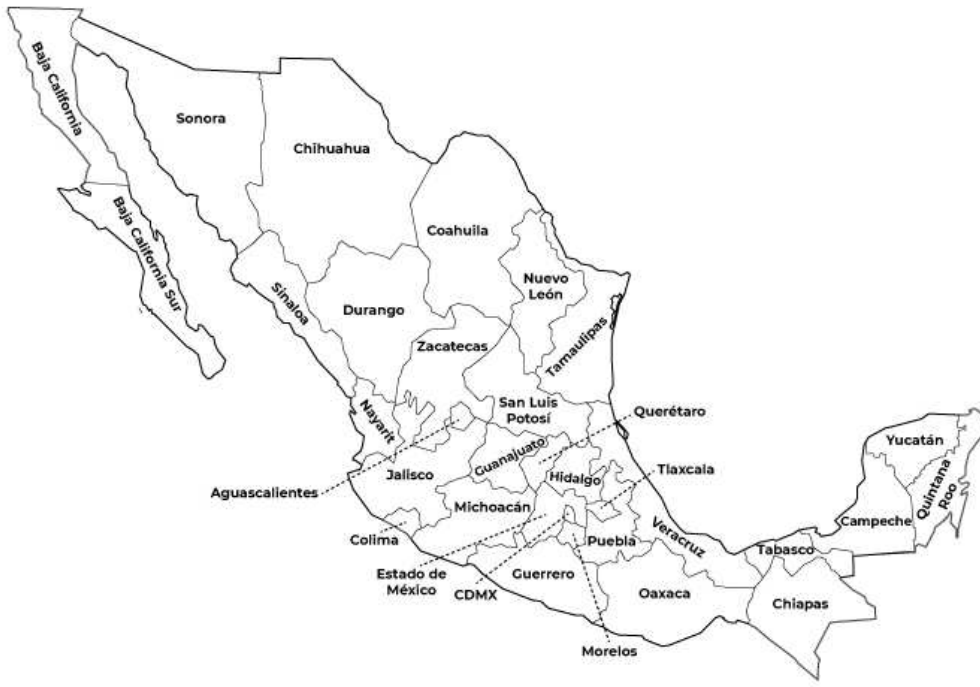 Baja California
Sonora
Chihuahua
Baja California Sur
Coahuila
Sinaloa
Nuevo
León
Durango
Tamaulipas
Zacatecas
San Luis
Potosí
Nayarit
Querétaro
Yucatán
Guanajuato
Jalisco
Hidalgo
Tlaxcala
Quintana
Roo
Aguascalientes
Michoacán
Veracruz
Campeche
Colima
Puebla
Tabasco
Estado de
México
CDMX
Guerrero
Oaxaca
Chiapas
Morelos